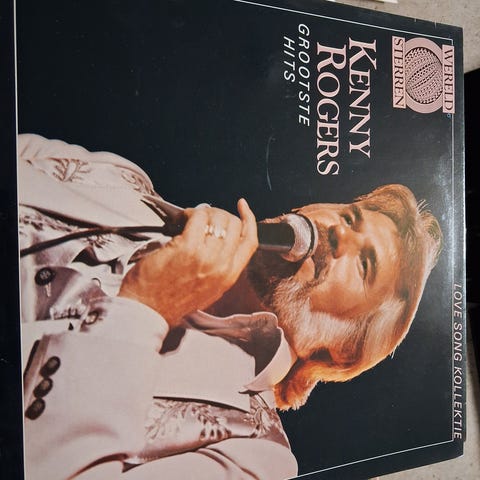 WERELD
STERREN
KENNY
ROGERS
GROOTSTE
HITS
LOVE SONG KOLLEKTIE